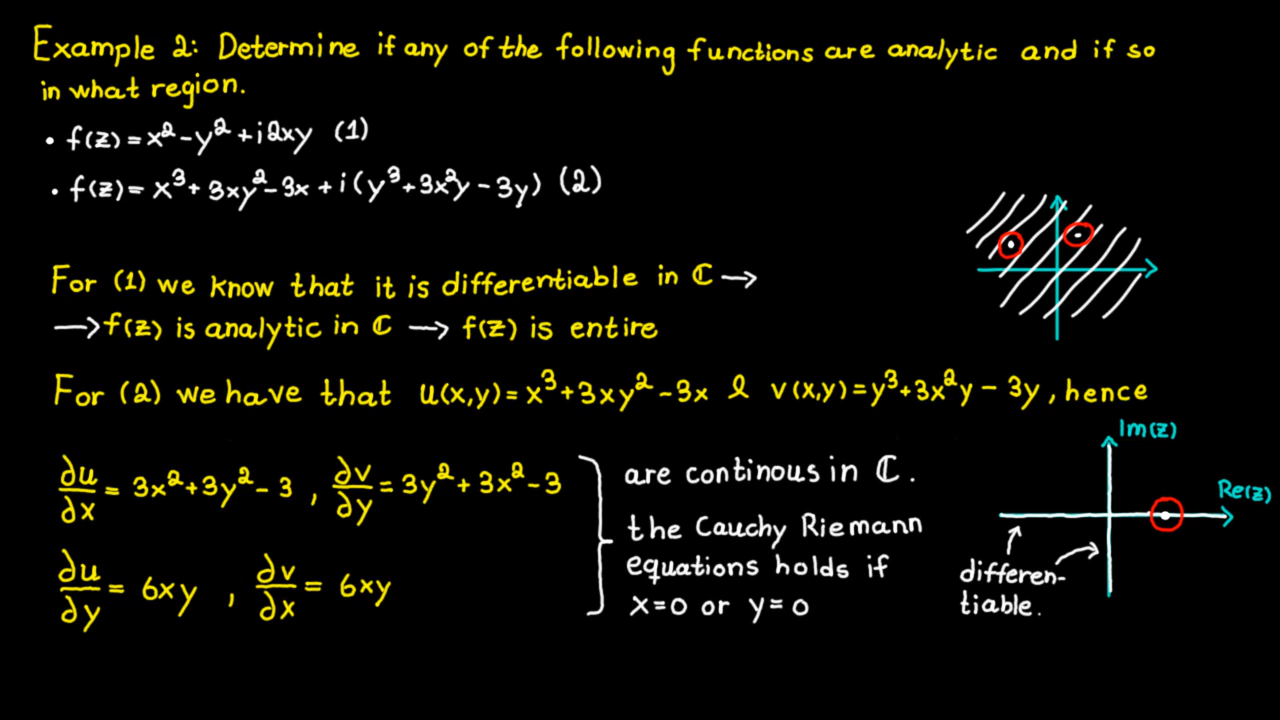 Example 2: Determine if any of the following functions are analytic and if so
in what region.
• f(z) = x² - y² + i2xy (1)
• f(z) = x³ + 3xy² - 3x + i(y³ + 3x²y - 3y) (2)
For (1) we know that it is differentiable in ℂ →
→ f(z) is analytic in ℂ → f(z) is entire
For (2) we have that u(x,y) = x³ + 3xy² - 3x & v(x,y) = y³ + 3x²y - 3y, hence
∂u/∂x = 3x² + 3y² - 3, ∂v/∂y = 3y² + 3x² - 3
∂u/∂y = 6xy, ∂v/∂x = 6xy
are continous in ℂ.
the Cauchy Riemann
equations holds if
x=0 or y=0
Im(z)
Re(z)
differen-
tiable.